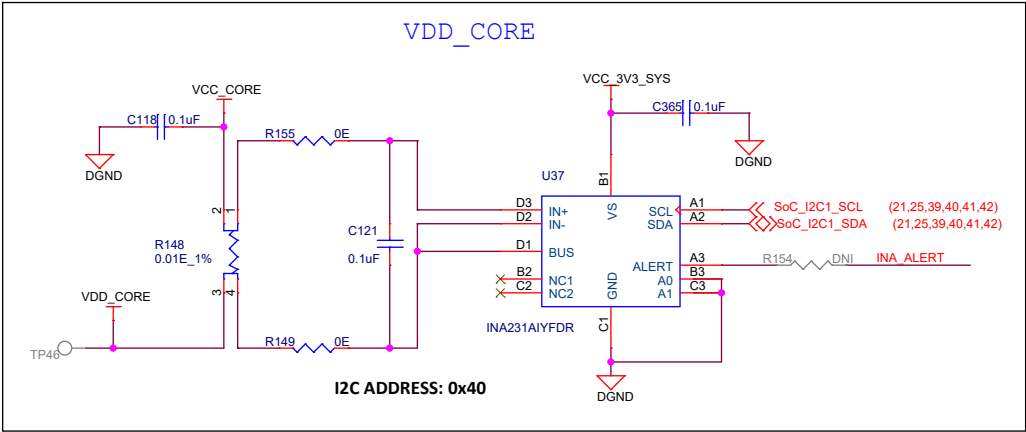 VDD_CORE
VCC_CORE
VCC_3V3_SYS
C118 0.1uF
C365 0.1uF
R155 0E
DGND
DGND
U37
B1
VS
2 1
D3 IN+
D2 IN-
D1 BUS
B2 NC1
C2 NC2
SCL A1
SDA A2
ALERT A3
A0 B3
A1 C3
GND
C1
SoC_I2C1_SCL (21,25,39,40,41,42)
SoC_I2C1_SDA (21,25,39,40,41,42)
R154 DNI INA_ALERT
R148
0.01E_1%
C121
0.1uF
3 4
VDD_CORE
TP46
R149 0E
INA231AIYFDR
I2C ADDRESS: 0x40
DGND